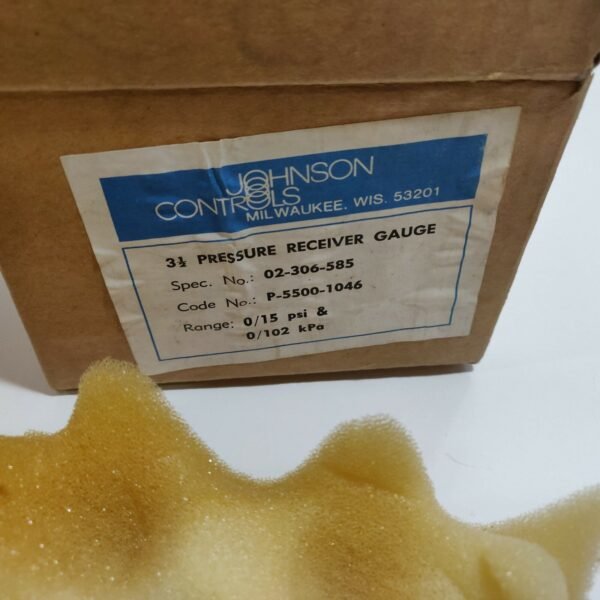 JOHNSON
CONTROLS
MILWAUKEE, WIS. 53201
3½ PRESSURE RECEIVER GAUGE
Spec. No.: 02-306-585
Code No.: P-5500-1046
Range: 0/15 psi &
0/102 kPa